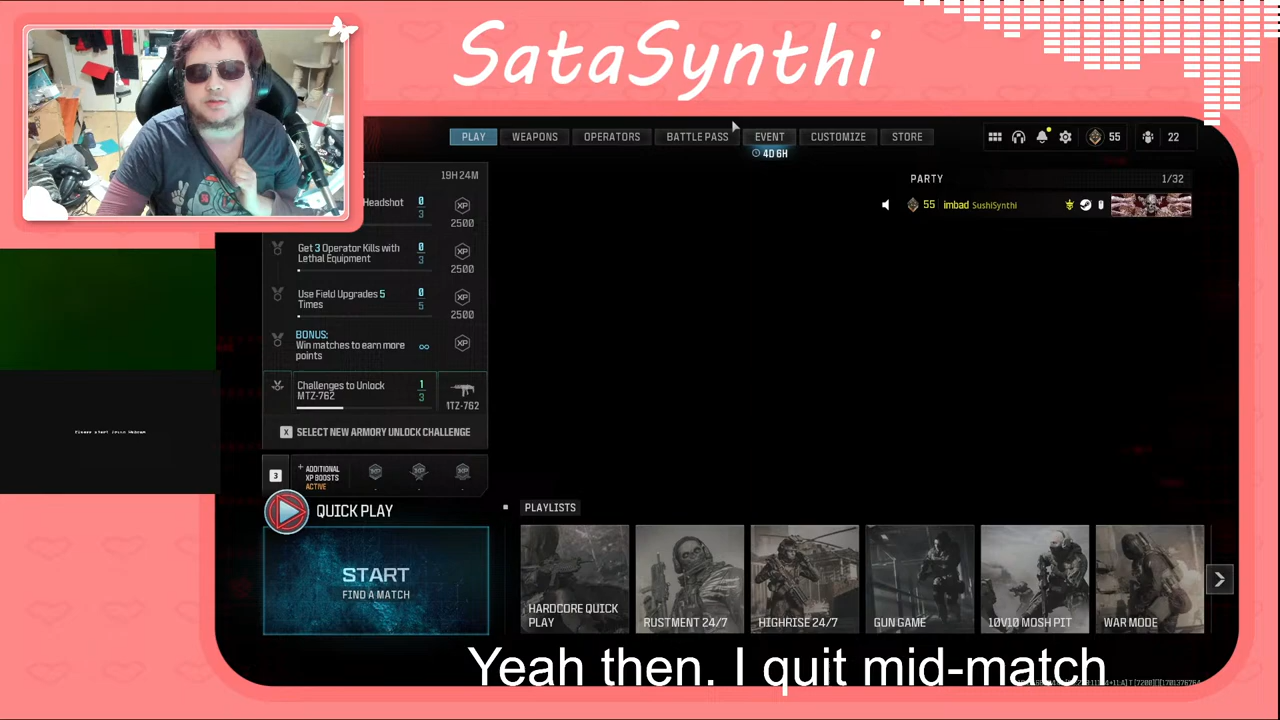 SataSynthi
PLAY
WEAPONS
OPERATORS
BATTLE PASS
EVENT
CUSTOMIZE
STORE
55
22
4D 6H
19H 24M
PARTY
1/32
55 imbad SushiSynthi
Headshot
0
3
XP
2500
Get 3 Operator Kills with
Lethal Equipment
0
3
XP
2500
Use Field Upgrades 5
Times
0
5
XP
2500
BONUS:
Win matches to earn more
points
∞
XP
Challenges to Unlock
MTZ-762
1
3
MTZ-762
X SELECT NEW ARMORY UNLOCK CHALLENGE
3
+ ADDITIONAL
XP BOOSTS
ACTIVE
QUICK PLAY
START
FIND A MATCH
PLAYLISTS
HARDCORE QUICK
PLAY
RUSTMENT 24/7
HIGHRISE 24/7
GUN GAME
10V10 MOSH PIT
WAR MODE
Yeah then. I quit mid-match